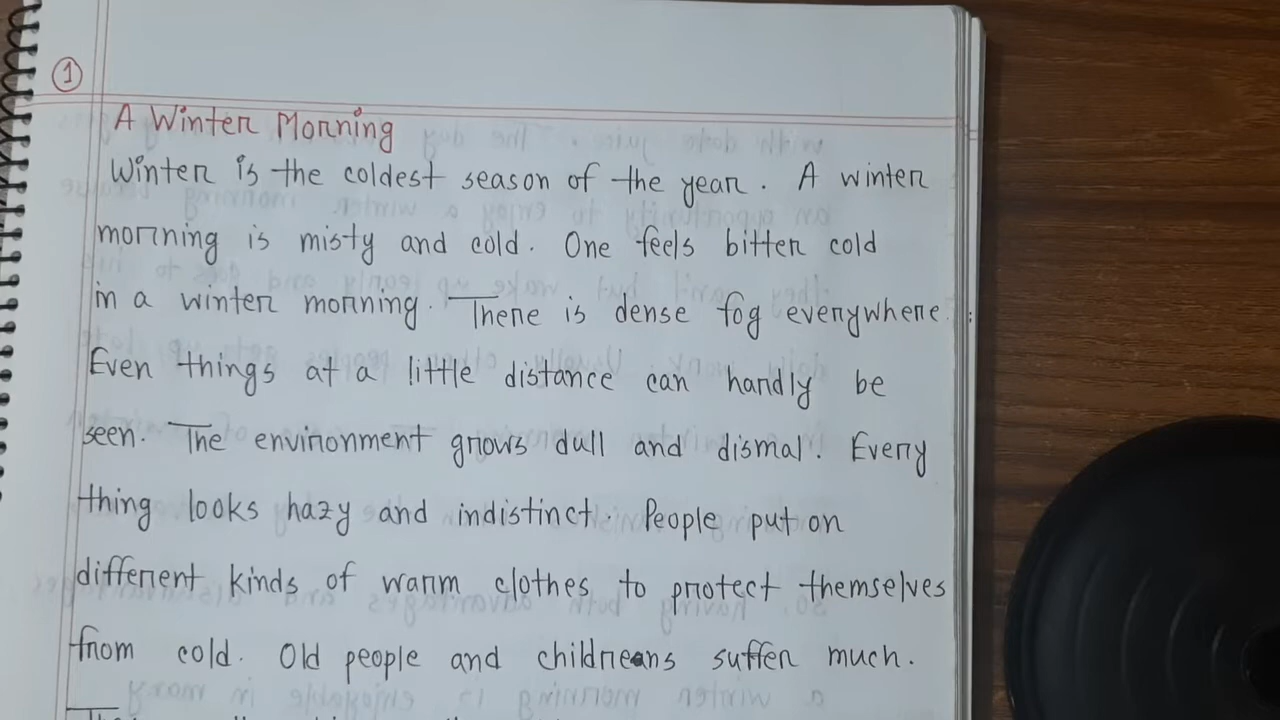 1
A Winter Morning
Winter is the coldest season of the year. A winter
morning is misty and cold. One feels bitter cold
in a winter morning. There is dense fog everywhere.
Even things at a little distance can hardly be
seen. The environment grows dull and dismal. Every
thing looks hazy and indistinct. People put on
different kinds of warm clothes to protect themselves
from cold. Old people and childreans suffer much.